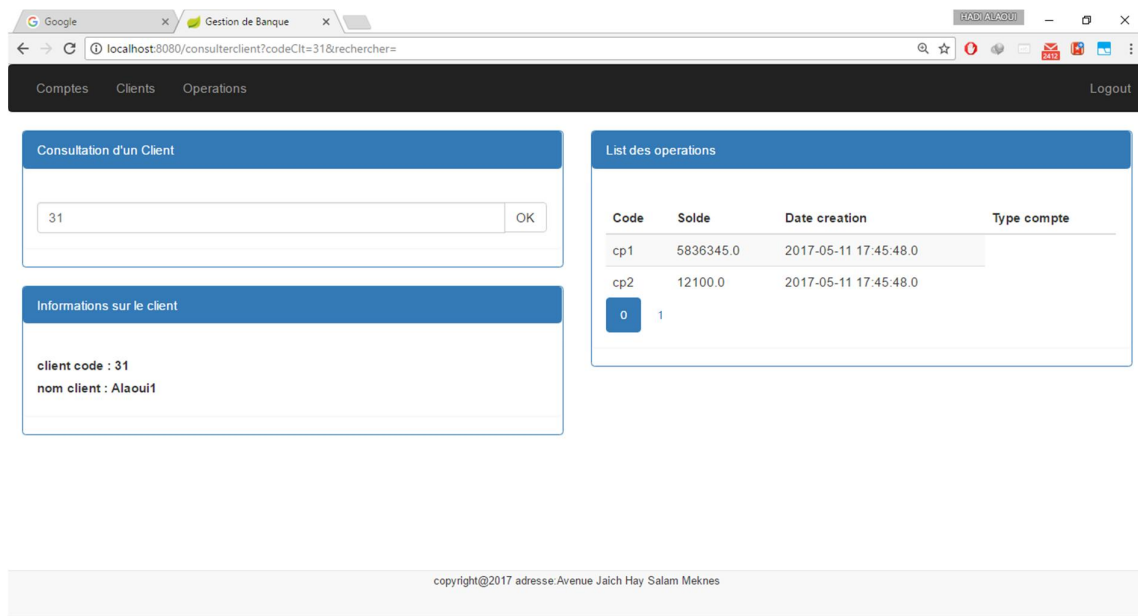 Google
Gestion de Banque
HADI ALAOUI
localhost:8080/consulterclient?codeClt=31&rechercher=
2412
Comptes Clients Operations Logout
Consultation d'un Client
31 OK
Informations sur le client
client code : 31
nom client : Alaoui1
List des operations
Code Solde Date creation Type compte
cp1 5836345.0 2017-05-11 17:45:48.0
cp2 12100.0 2017-05-11 17:45:48.0
0 1
copyright@2017 adresse:Avenue Jaich Hay Salam Meknes